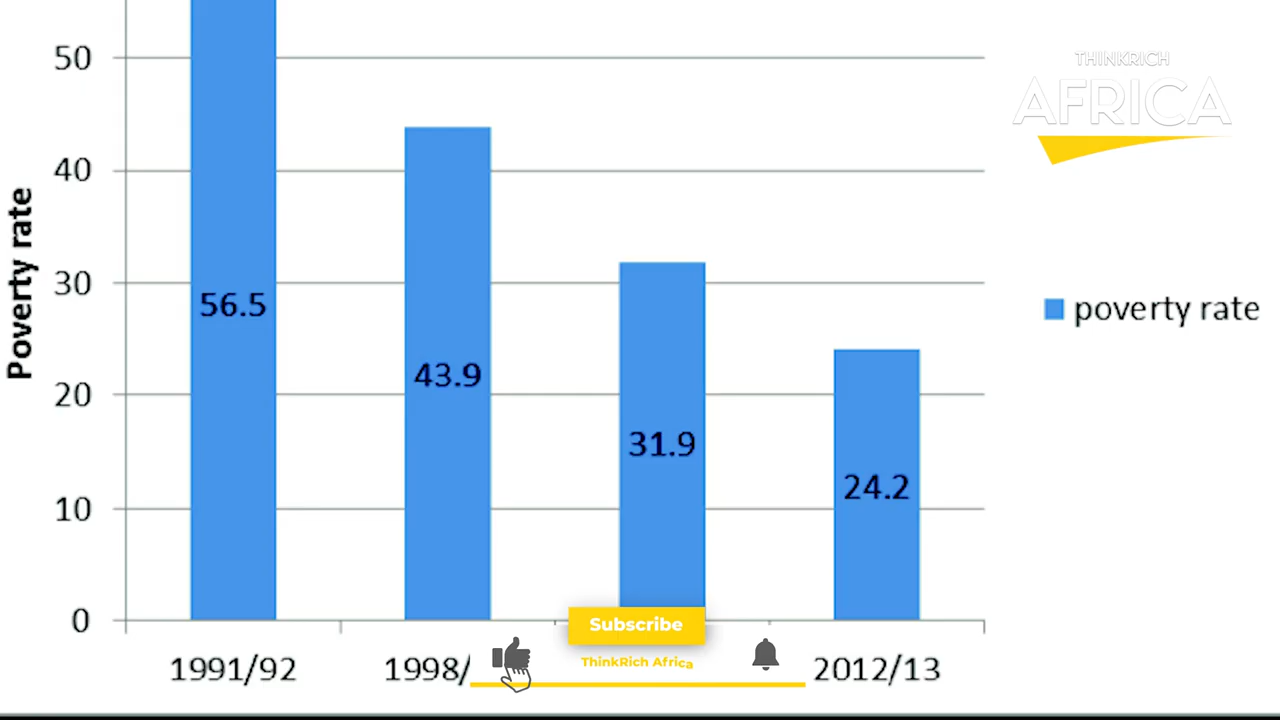 THINKRICH
AFRICA
Poverty rate
50
40
30
20
10
0
56.5
43.9
31.9
24.2
poverty rate
1991/92
1998/
2012/13
Subscribe
ThinkRich Africa